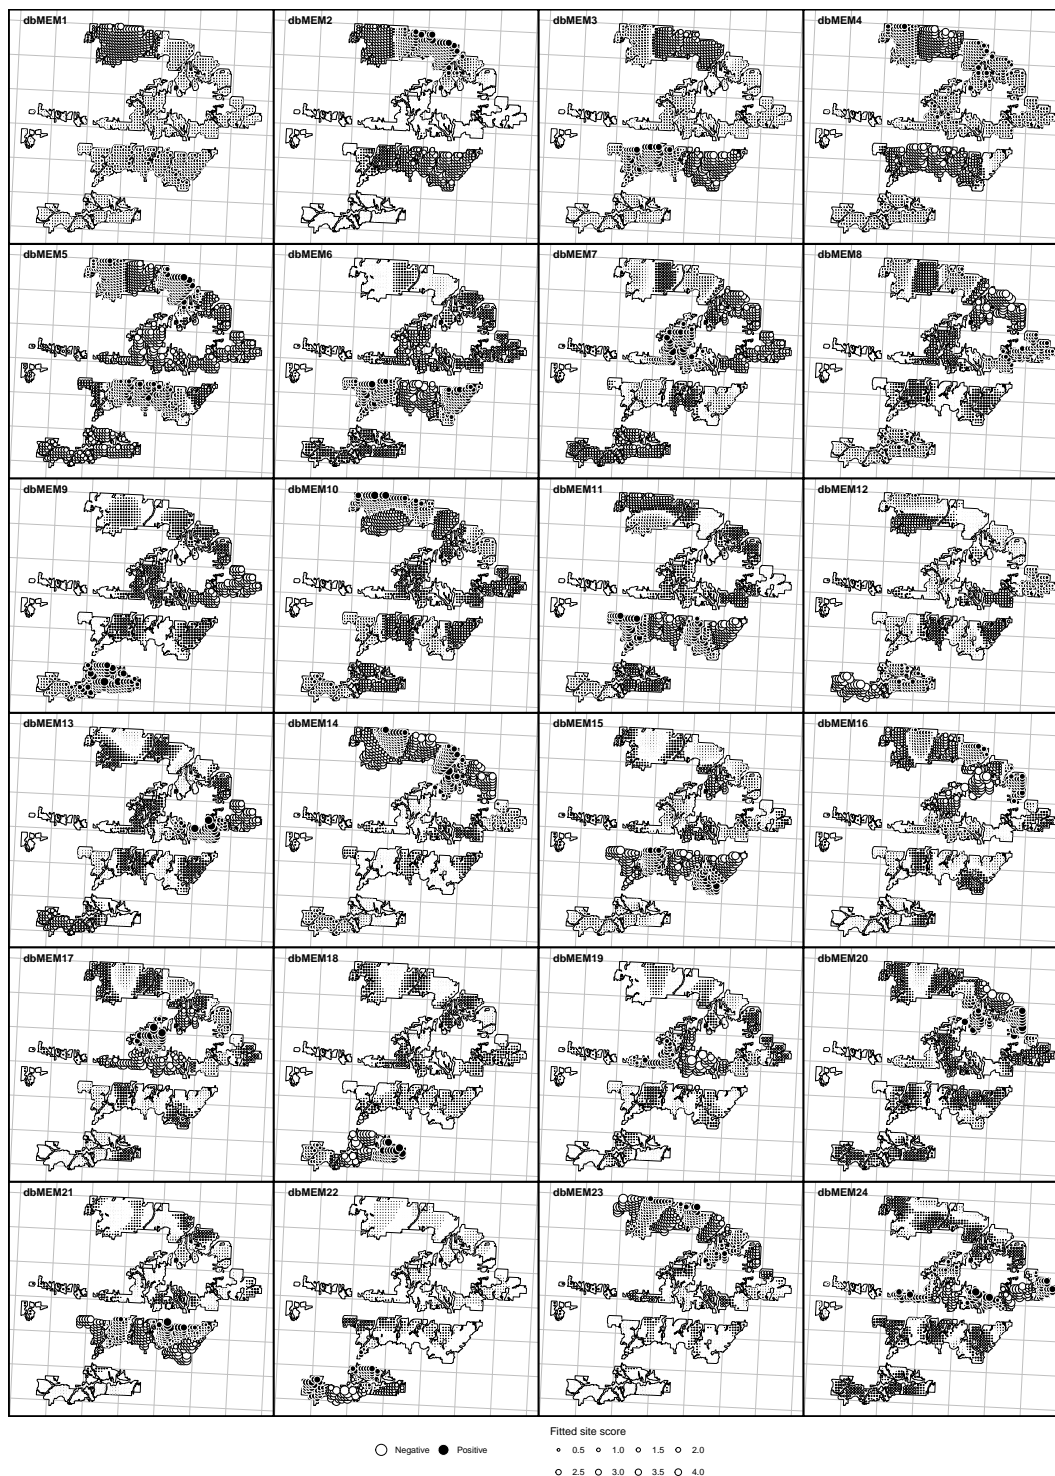 dbMEM1
dbMEM2
dbMEM3
dbMEM4
dbMEM5
dbMEM6
dbMEM7
dbMEM8
dbMEM9
dbMEM10
dbMEM11
dbMEM12
dbMEM13
dbMEM14
dbMEM15
dbMEM16
dbMEM17
dbMEM18
dbMEM19
dbMEM20
dbMEM21
dbMEM22
dbMEM23
dbMEM24
Fitted site score
Negative Positive
0.5 1.0 1.5 2.0
2.5 3.0 3.5 4.0